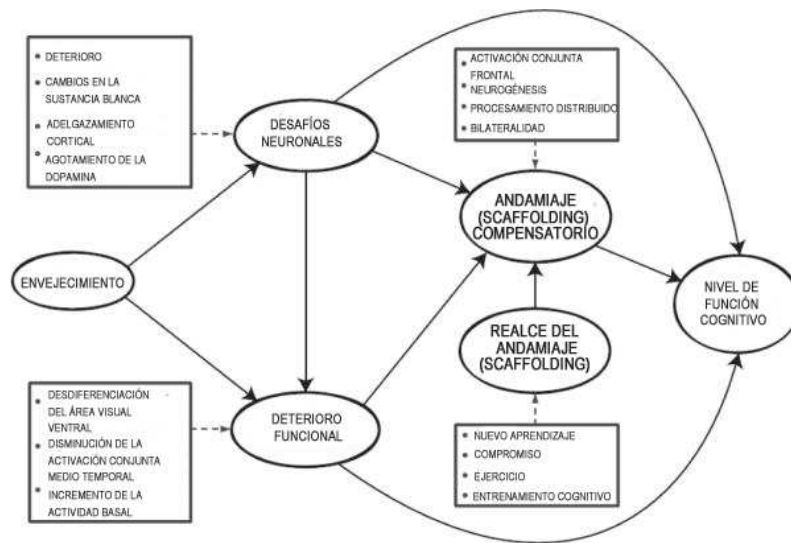 • DETERIORO
• CAMBIOS EN LA
SUSTANCIA BLANCA
• ADELGAZAMIENTO
CORTICAL
• AGOTAMIENTO DE LA
DOPAMINA
DESAFÍOS
NEURONALES
• ACTIVACIÓN CONJUNTA
FRONTAL
• NEUROGÉNESIS
• PROCESAMIENTO DISTRIBUIDO
• BILATERALIDAD
ANDAMIAJE
(SCAFFOLDING)
COMPENSATORIO
ENVEJECIMIENTO
NIVEL DE
FUNCIÓN
COGNITIVO
REALCE DEL
ANDAMIAJE
(SCAFFOLDING)
• DESDIFERENCIACIÓN
DEL ÁREA VISUAL
VENTRAL
• DISMINUCIÓN DE LA
ACTIVACIÓN CONJUNTA
MEDIO TEMPORAL
• INCREMENTO DE LA
ACTIVIDAD BASAL
DETERIORO
FUNCIONAL
• NUEVO APRENDIZAJE
• COMPROMISO
• EJERCICIO
• ENTRENAMIENTO COGNITIVO